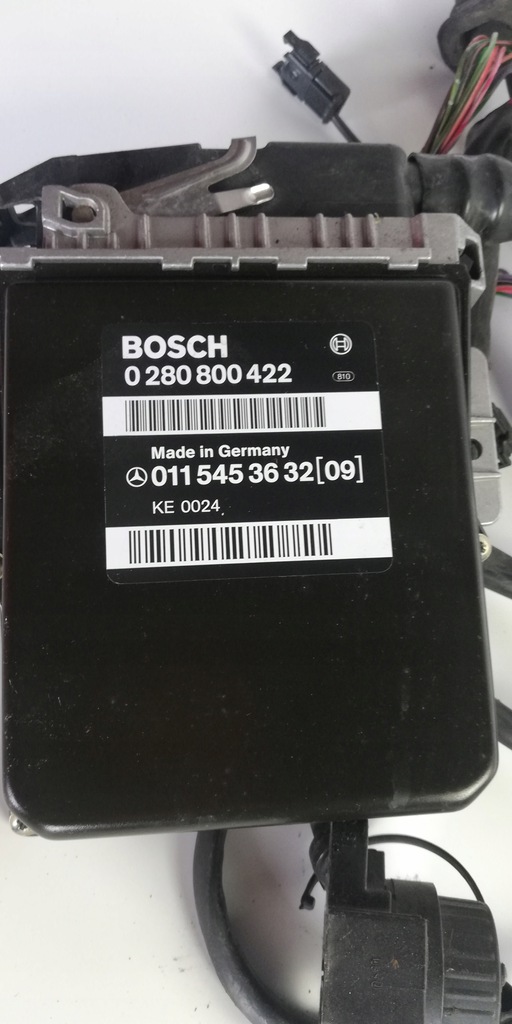 BOSCH
0 280 800 422
810
Made in Germany
011 545 36 32 [09]
KE 0024